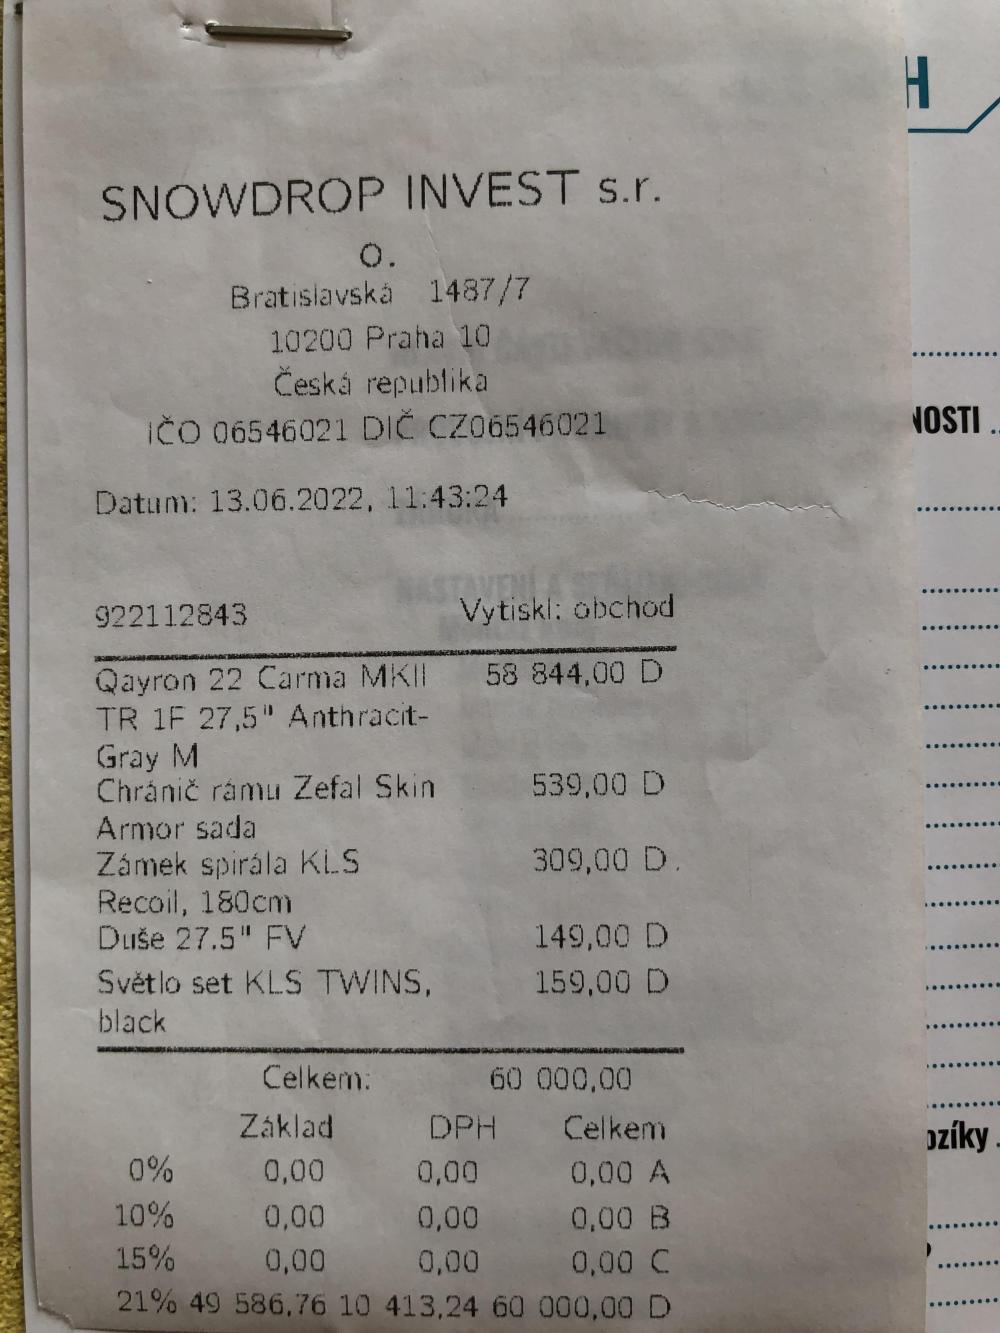 SNOWDROP INVEST s.r.
o.
Bratislavská 1487/7
10200 Praha 10
Česká republika
IČO 06546021 DIČ CZ06546021
Datum: 13.06.2022, 11:43:24
922112843 Vytiskl: obchod
Qayron 22 Carma MKII 58 844,00 D
TR 1F 27,5" Anthracit-
Gray M
Chránič rámu Zefal Skin 539,00 D
Armor sada
Zámek spirála KLS 309,00 D
Recoil, 180cm
Duše 27.5" FV 149,00 D
Světlo set KLS TWINS, 159,00 D
black
Celkem: 60 000,00
Základ DPH Celkem
0% 0,00 0,00 0,00 A
10% 0,00 0,00 0,00 B
15% 0,00 0,00 0,00 C
21% 49 586,76 10 413,24 60 000,00 D
H
NOSTI
ozíky